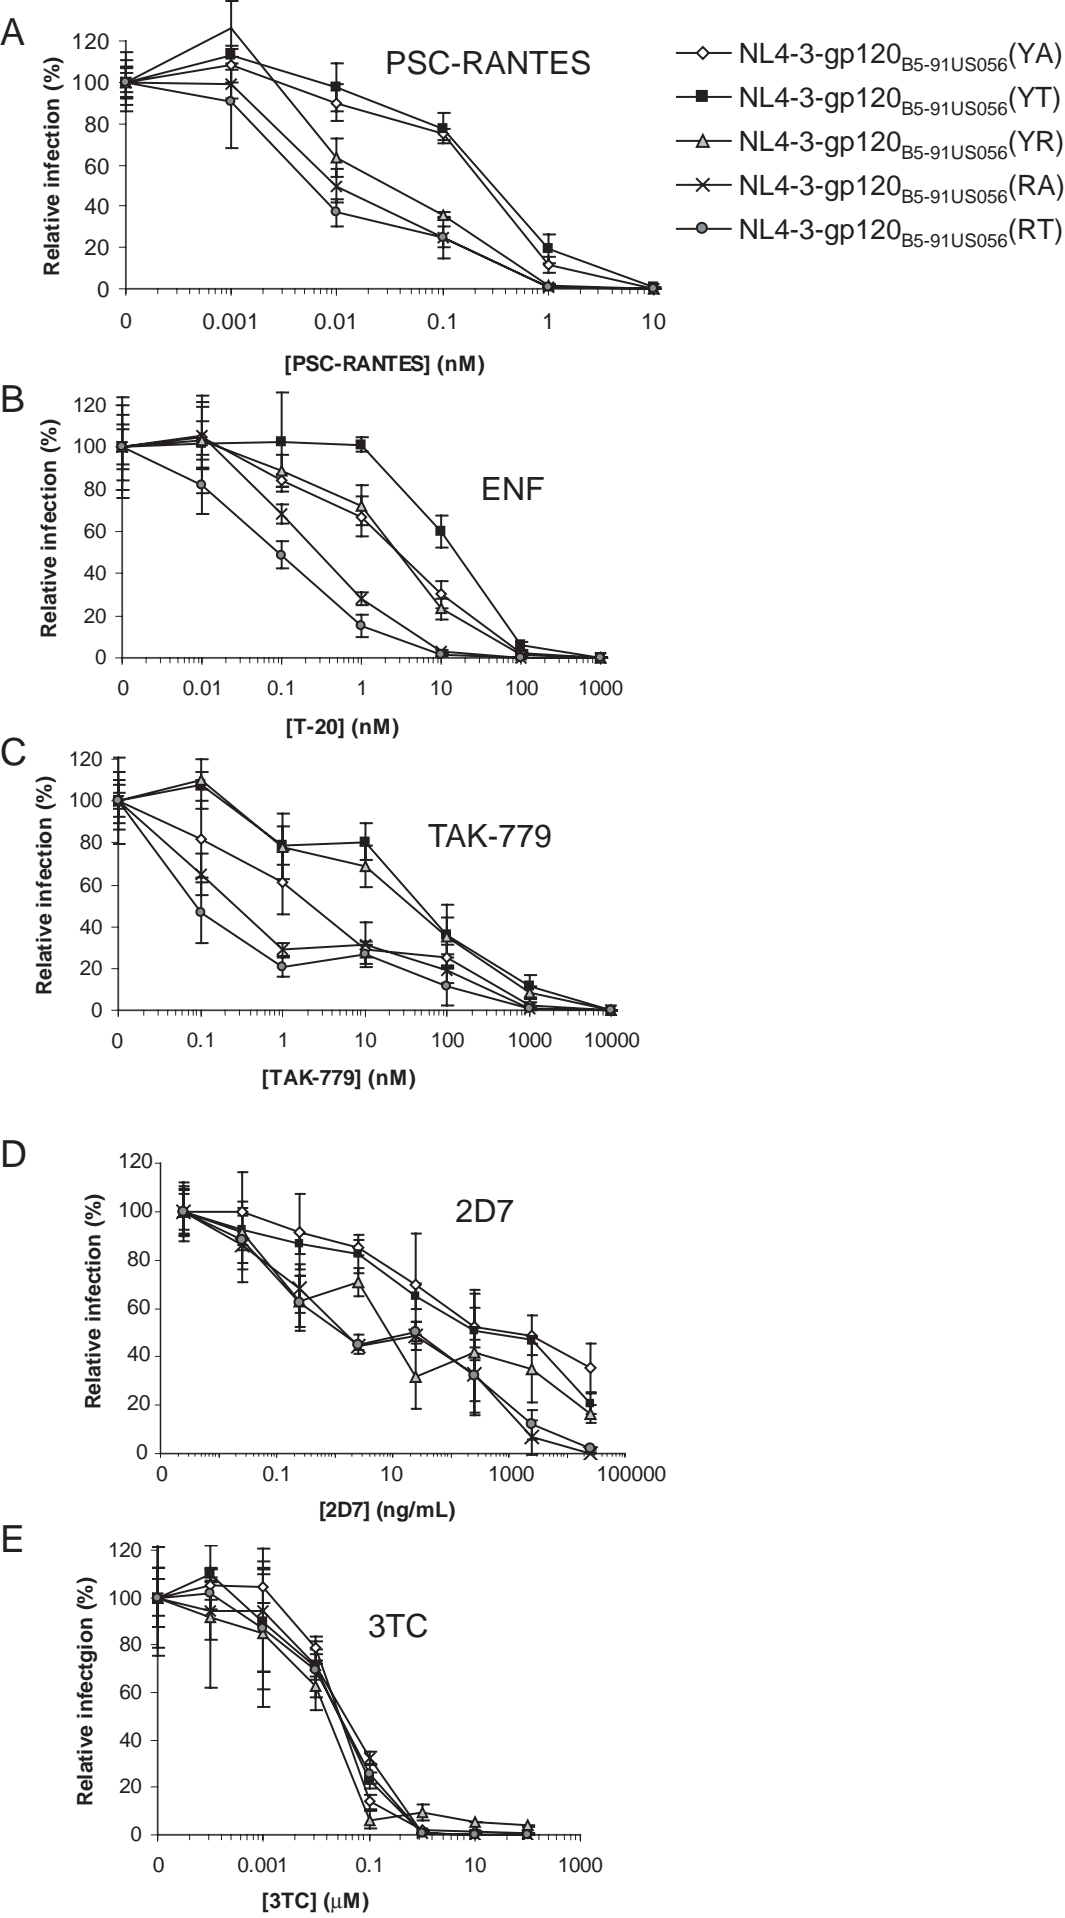 A
PSC-RANTES
NL4-3-gp120B5-91US056(YA)
NL4-3-gp120B5-91US056(YT)
NL4-3-gp120B5-91US056(YR)
NL4-3-gp120B5-91US056(RA)
NL4-3-gp120B5-91US056(RT)
Relative infection (%)
120
100
80
60
40
20
0
0 0.001 0.01 0.1 1 10
[PSC-RANTES] (nM)
B
ENF
Relative infection (%)
120
100
80
60
40
20
0
0 0.01 0.1 1 10 100 1000
[T-20] (nM)
C
TAK-779
Relative infection (%)
120
100
80
60
40
20
0
0 0.1 1 10 100 1000 10000
[TAK-779] (nM)
D
2D7
Relative infection (%)
120
100
80
60
40
20
0
0 0.1 10 1000 100000
[2D7] (ng/mL)
E
3TC
Relative infectgion (%)
120
100
80
60
40
20
0
0 0.001 0.1 10 1000
[3TC] (μM)